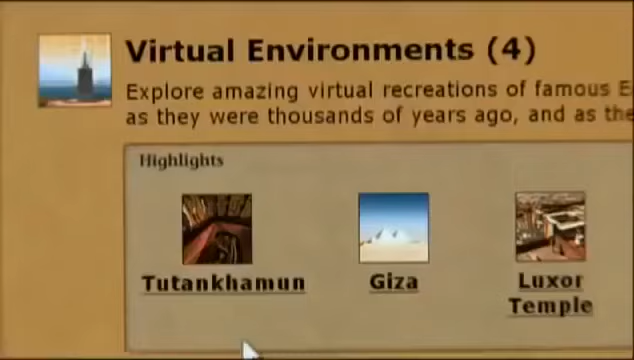 Virtual Environments (4)
Explore amazing virtual recreations of famous
as they were thousands of years ago, and as the
Highlights
Tutankhamun
Giza
Luxor
Temple